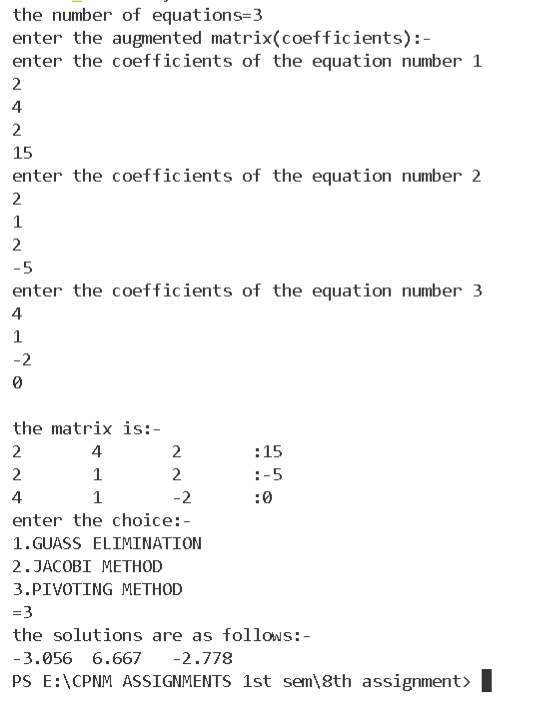 the number of equations=3
enter the augmented matrix(coefficients):-
enter the coefficients of the equation number 1
2
4
2
15
enter the coefficients of the equation number 2
2
1
2
-5
enter the coefficients of the equation number 3
4
1
-2
0
the matrix is:-
2 4 2 :15
2 1 2 :-5
4 1 -2 :0
enter the choice:-
1.GUASS ELIMINATION
2.JACOBI METHOD
3.PIVOTING METHOD
=3
the solutions are as follows:-
-3.056 6.667 -2.778
PS E:\CPNM ASSIGNMENTS 1st sem\8th assignment>